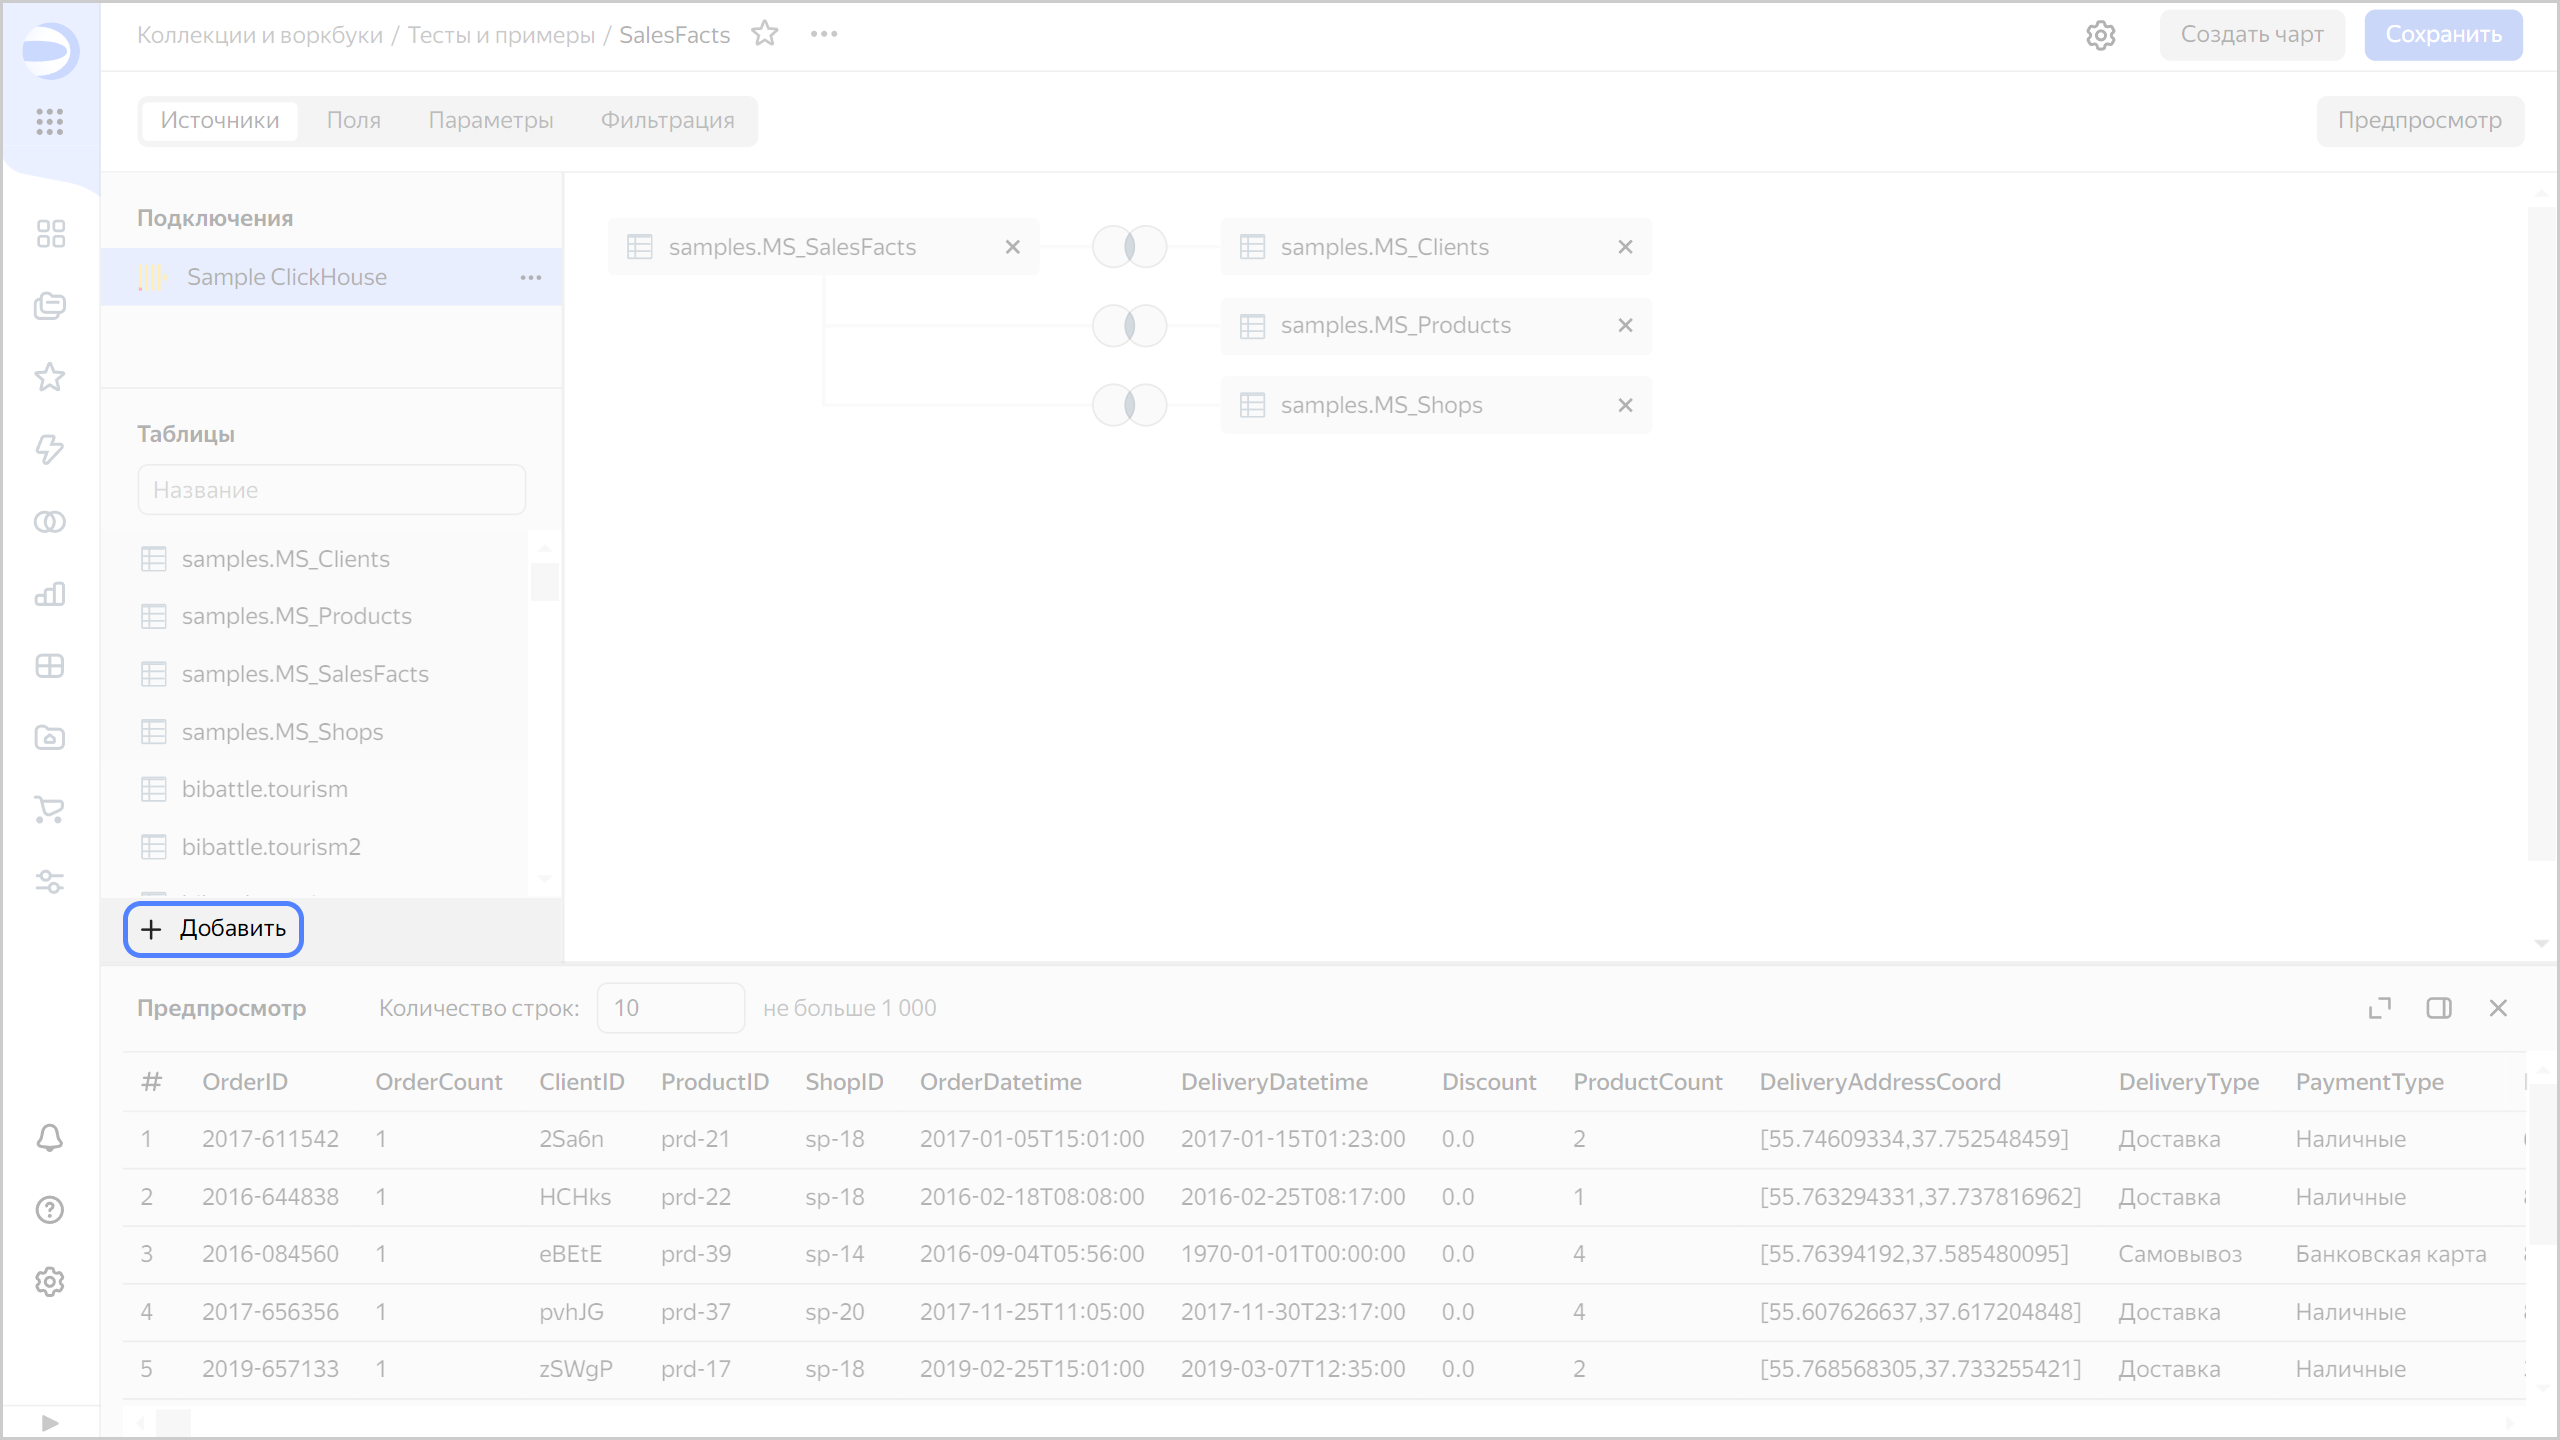 Коллекции и воркбуки / Тесты и примеры / SalesFacts
Создать чарт
Сохранить
Источники Поля Параметры Фильтрация
Предпросмотр
Подключения
Sample ClickHouse
samples.MS_SalesFacts
samples.MS_Clients
samples.MS_Products
samples.MS_Shops
Таблицы
Название
samples.MS_Clients
samples.MS_Products
samples.MS_SalesFacts
samples.MS_Shops
bibattle.tourism
bibattle.tourism2
Добавить
Предпросмотр Количество строк: 10 не больше 1 000
# OrderID OrderCount ClientID ProductID ShopID OrderDatetime DeliveryDatetime Discount ProductCount DeliveryAddressCoord DeliveryType PaymentType
1 2017-611542 1 2Sa6n prd-21 sp-18 2017-01-05T15:01:00 2017-01-15T01:23:00 0.0 2 [55.74609334,37.752548459] Доставка Наличные
2 2016-644838 1 HCHks prd-22 sp-18 2016-02-18T08:08:00 2016-02-25T08:17:00 0.0 1 [55.763294331,37.737816962] Доставка Наличные
3 2016-084560 1 eBEtE prd-39 sp-14 2016-09-04T05:56:00 1970-01-01T00:00:00 0.0 4 [55.76394192,37.585480095] Самовывоз Банковская карта
4 2017-656356 1 pvhJG prd-37 sp-20 2017-11-25T11:05:00 2017-11-30T23:17:00 0.0 4 [55.607626637,37.617204848] Доставка Наличные
5 2019-657133 1 zSWgP prd-17 sp-18 2019-02-25T15:01:00 2019-03-07T12:35:00 0.0 2 [55.768568305,37.733255421] Доставка Наличные